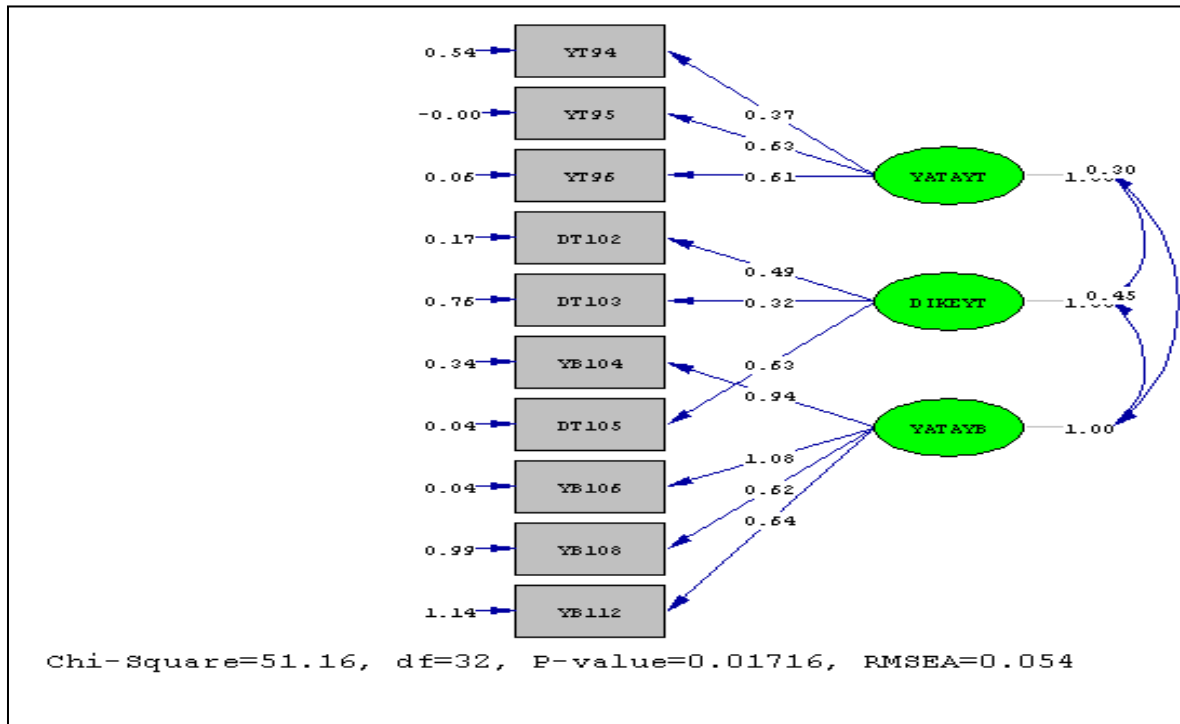 0.54 YT94
0.37
-0.00 YT95
0.63
0.06 YT96 0.61 YATAYT 0.30
0.17 DT102
0.49
0.76 DT103 0.32 DIKEYT 0.45
0.34 YB104
0.63
0.94
0.04 DT105 YATAYB 1.00
1.08
0.04 YB106
0.62
0.64
0.99 YB108
1.14 YB112
Chi-Square=51.16, df=32, P-value=0.01716, RMSEA=0.054